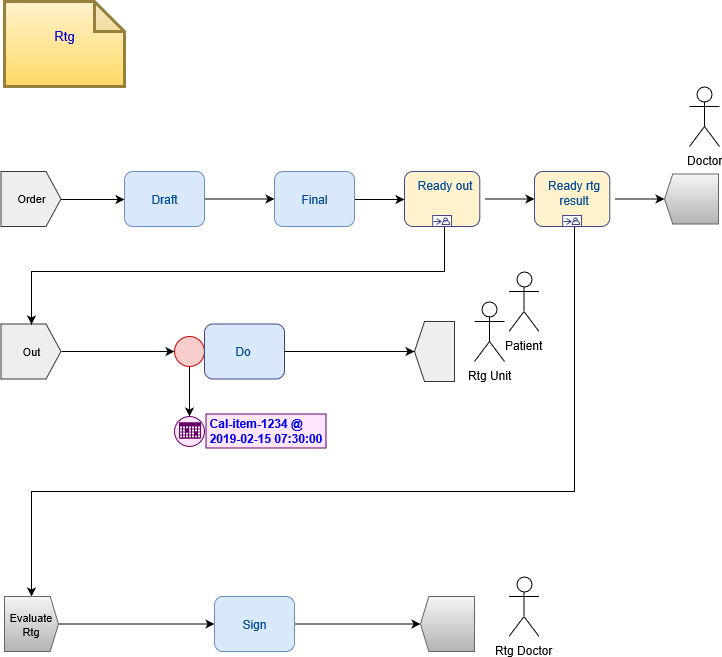 Rtg
Doctor
Order
Draft
Final
Ready out
Ready rtg
result
Out
Do
Patient
Rtg Unit
Cal-item-1234 @
2019-02-15 07:30:00
Evaluate
Rtg
Sign
Rtg Doctor